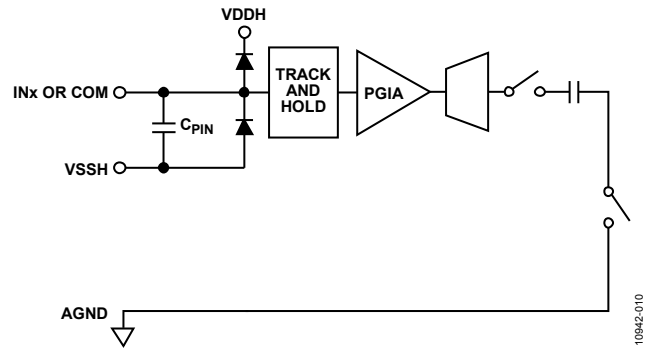 VDDH
TRACK
AND
HOLD
INx OR COM
PGIA
CPIN
VSSH
AGND
10942-010